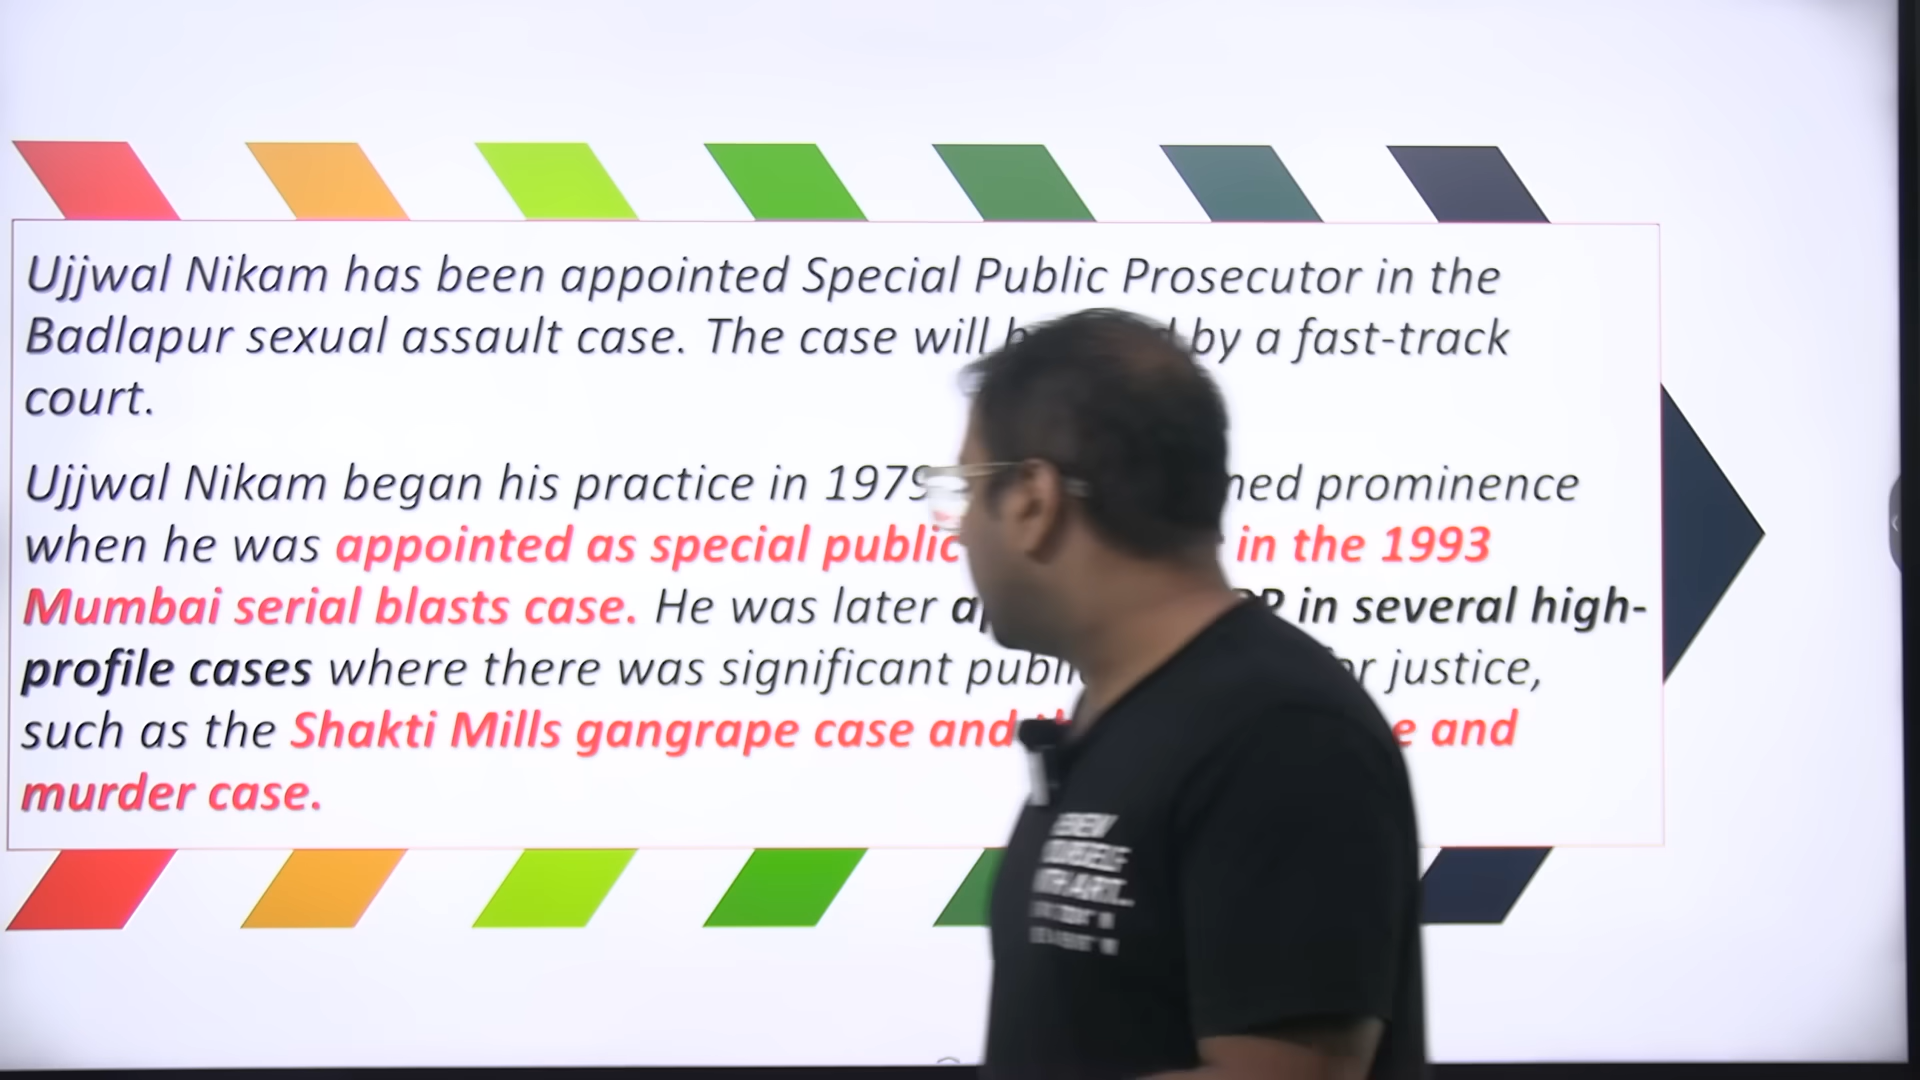 Ujjwal Nikam has been appointed Special Public Prosecutor in the
Badlapur sexual assault case. The case will by a fast-track
court.
Ujjwal Nikam began his practice in 1979 prominence
when he was appointed as special public in the 1993
Mumbai serial blasts case. He was later in several high-
profile cases where there was significant justice,
such as the Shakti Mills gangrape case and and
murder case.